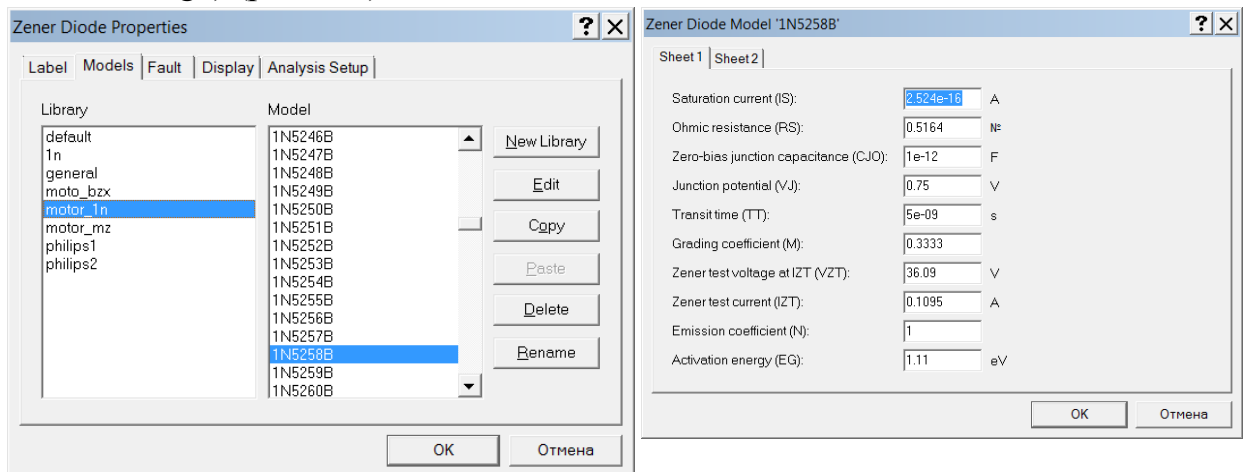 Zener Diode Properties
Label Models Fault Display Analysis Setup
Library
default
1n
general
moto_bzx
motor_1n
motor_mz
philips1
philips2
Model
1N5246B
1N5247B
1N5248B
1N5249B
1N5250B
1N5251B
1N5252B
1N5253B
1N5254B
1N5255B
1N5256B
1N5257B
1N5258B
1N5259B
1N5260B
New Library
Edit
Copy
Paste
Delete
Rename
OK Отмена
Zener Diode Model '1N5258B'
Sheet 1 Sheet 2
Saturation current (IS): 2.524e-16 A
Ohmic resistance (RS): 0.5164 №
Zero-bias junction capacitance (CJO): 1e-12 F
Junction potential (VJ): 0.75 V
Transit time (TT): 5e-09 s
Grading coefficient (M): 0.3333
Zener test voltage at IZT (VZT): 36.09 V
Zener test current (IZT): 0.1095 A
Emission coefficient (N): 1
Activation energy (EG): 1.11 eV
OK Отмена